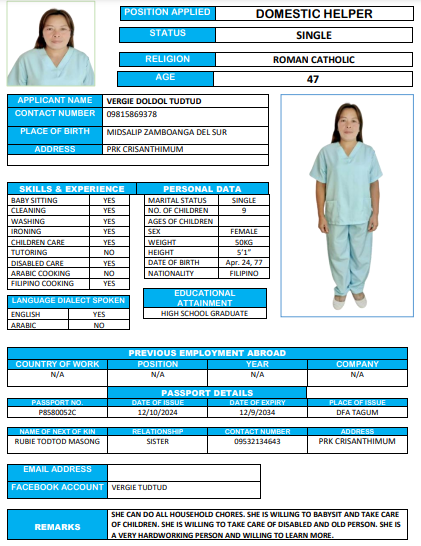 POSITION APPLIED DOMESTIC HELPER
STATUS SINGLE
RELIGION ROMAN CATHOLIC
AGE 47
APPLICANT NAME VERGIE DOLDOL TUDTUD
CONTACT NUMBER 09815869378
PLACE OF BIRTH MIDSALIP ZAMBOANGA DEL SUR
ADDRESS PRK CRISANTHIMUM
SKILLS & EXPERIENCE PERSONAL DATA
BABY SITTING YES MARITAL STATUS SINGLE
CLEANING YES NO. OF CHILDREN 9
WASHING YES AGES OF CHILDREN
IRONING YES SEX FEMALE
CHILDREN CARE YES WEIGHT 50KG
TUTORING NO HEIGHT 5'1"
DISABLED CARE YES DATE OF BIRTH Apr. 24, 77
ARABIC COOKING NO NATIONALITY FILIPINO
FILIPINO COOKING YES
LANGUAGE DIALECT SPOKEN
ENGLISH YES
ARABIC NO
EDUCATIONAL
ATTAINMENT
HIGH SCHOOL GRADUATE
PREVIOUS EMPLOYMENT ABROAD
COUNTRY OF WORK POSITION YEAR COMPANY
N/A N/A N/A N/A
PASSPORT DETAILS
PASSPORT NO. DATE OF ISSUE DATE OF EXPIRY PLACE OF ISSUE
P8580052C 12/10/2024 12/9/2034 DFA TAGUM
NAME OF NEXT OF KIN RELATIONSHIP CONTACT NUMBER ADDRESS
RUBIE TODTOD MASONG SISTER 09532134643 PRK CRISANTHIMUM
EMAIL ADDRESS
FACEBOOK ACCOUNT VERGIE TUDTUD
REMARKS
SHE CAN DO ALL HOUSEHOLD CHORES. SHE IS WILLING TO BABYSIT AND TAKE CARE
OF CHILDREN. SHE IS WILLING TO TAKE CARE OF DISABLED AND OLD PERSON. SHE IS
A VERY HARDWORKING PERSON AND WILLING TO LEARN MORE.